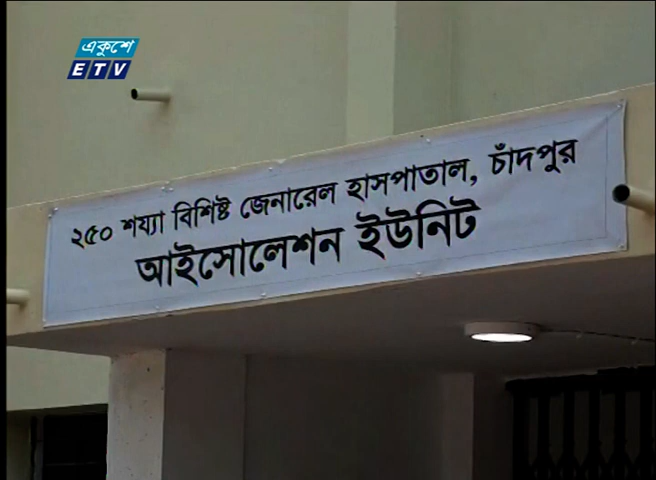 একুশে
ETV
২৫০ শয্যা বিশিষ্ট জেনারেল হাসপাতাল, চাঁদপুর
আইসোলেশন ইউনিট